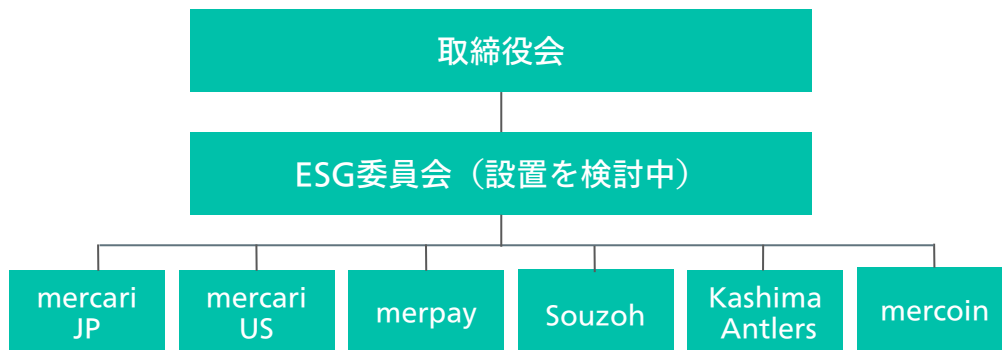 取締役会
ESG委員会（設置を検討中）
mercari
JP
mercari
US
merpay
Souzoh
Kashima
Antlers
mercoin